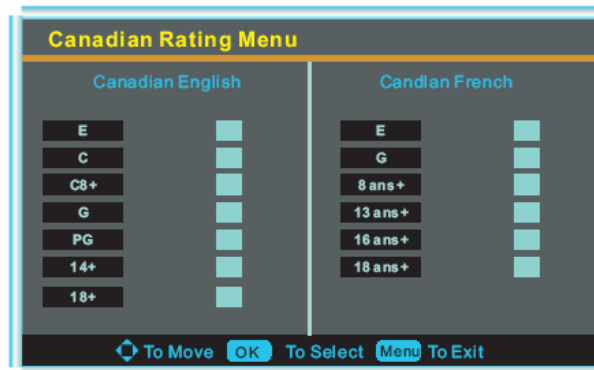 Canadian Rating Menu
Canadian English
E
C
C8+
G
PG
14+
18+
Candlan French
E
G
8 ans+
13 ans+
16 ans+
18 ans+
To Move OK To Select Menu To Exit